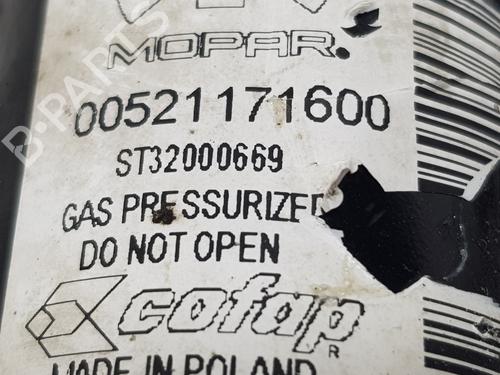 MOPAR.
00521171600
ST32000669
GAS PRESSURIZED
DO NOT OPEN
cofap®
MADE IN POLAND